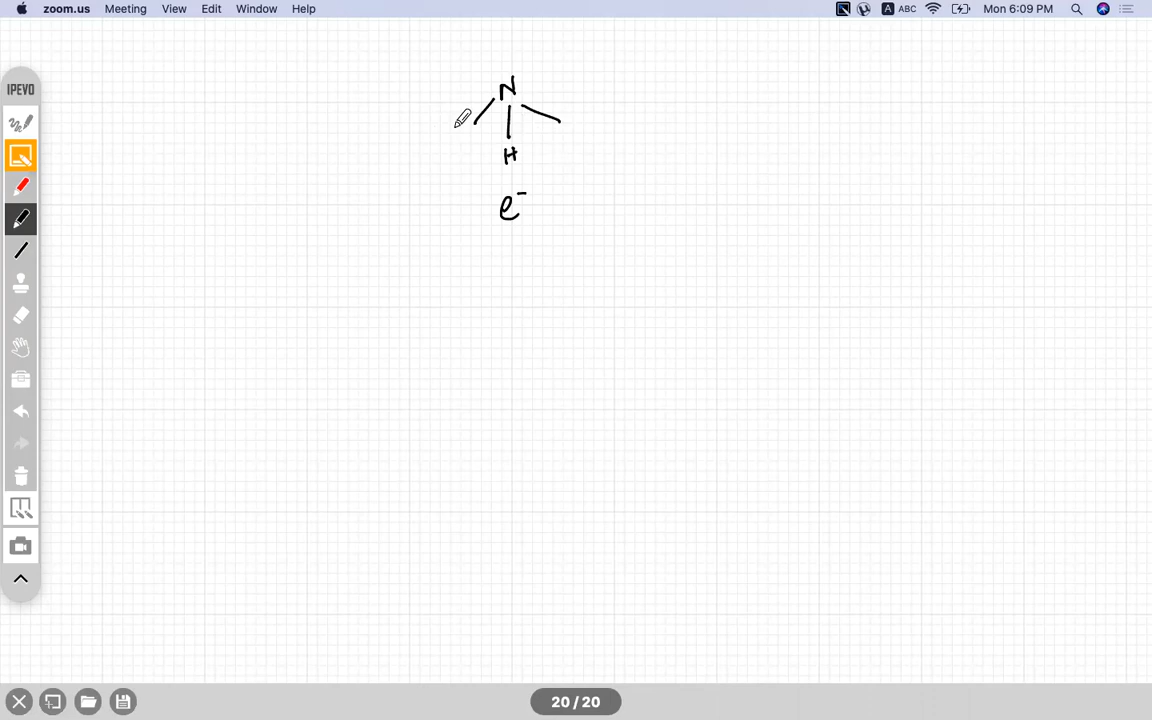 zoom.us Meeting View Edit Window Help A ABC Mon 6:09 PM
IPEVO
N
H
e⁻
20 / 20